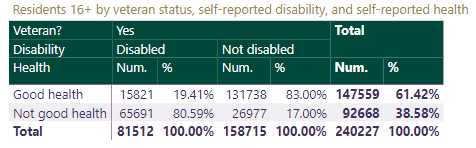 Residents 16+ by veteran status, self-reported disability, and self-reported health
Veteran? Yes Total
Disability Disabled Not disabled
Health Num. % Num. % Num. %
Good health 15821 19.41% 131738 83.00% 147559 61.42%
Not good health 65691 80.59% 26977 17.00% 92668 38.58%
Total 81512 100.00% 158715 100.00% 240227 100.00%